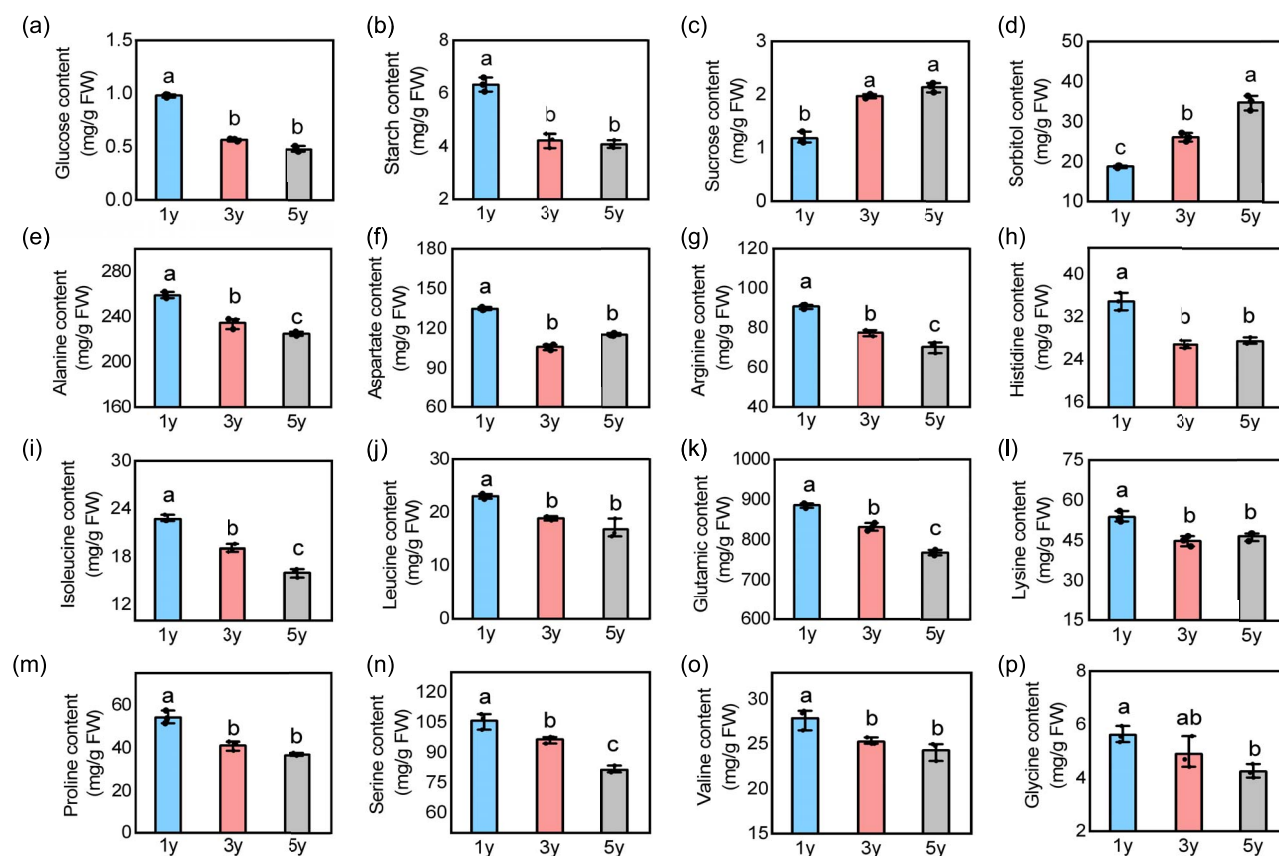 (a)
Glucose content
(mg/g FW)
1.5
1.0
0.5
0.0
a
b
b
1y
3y
5y
(b)
Starch content
(mg/g FW)
8
6
4
2
a
b
b
1y
3y
5y
(c)
Sucrose content
(mg/g FW)
3
2
1
0
b
a
a
1y
3y
5y
(d)
Sorbitol content
(mg/g FW)
50
40
30
20
10
c
b
a
1y
3y
5y
(e)
Alanine content
(mg/g FW)
280
240
220
160
a
b
c
1y
3y
5y
(f)
Aspartate content
(mg/g FW)
180
150
120
90
60
a
b
b
1y
3y
5y
(g)
Arginine content
(mg/g FW)
120
100
80
60
40
a
b
c
1y
3y
5y
(h)
Histidine content
(mg/g FW)
40
32
26
16
a
b
b
1y
3y
5y
(i)
Isoleucine content
(mg/g FW)
30
24
18
12
a
b
c
1y
3y
5y
(j)
Leucine content
(mg/g FW)
30
20
10
0
a
b
b
1y
3y
5y
(k)
Glutamic content
(mg/g FW)
1000
900
800
700
600
a
b
c
1y
3y
5y
(l)
Lysine content
(mg/g FW)
75
60
45
30
15
a
b
b
1y
3y
5y
(m)
Proline content
(mg/g FW)
60
40
20
0
a
b
b
1y
3y
5y
(n)
Serine content
(mg/g FW)
120
105
90
75
60
a
b
c
1y
3y
5y
(o)
Valine content
(mg/g FW)
30
25
20
15
a
b
b
1y
3y
5y
(p)
Glycine content
(mg/g FW)
8
6
4
2
a
ab
b
1y
3y
5y